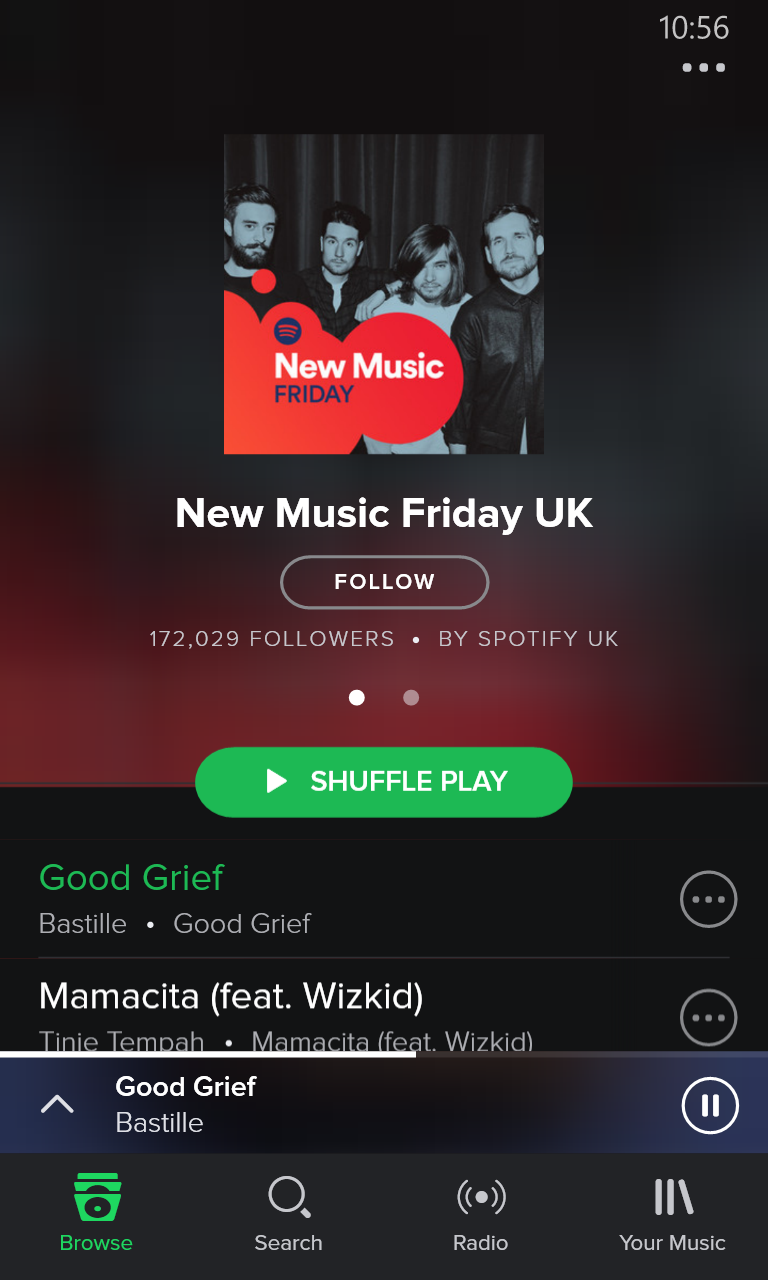 10:56
New Music
FRIDAY
New Music Friday UK
FOLLOW
172,029 FOLLOWERS • BY SPOTIFY UK
SHUFFLE PLAY
Good Grief
Bastille • Good Grief
Mamacita (feat. Wizkid)
Tinie Tempah • Mamacita (feat. Wizkid)
Good Grief
Bastille
Browse
Search
Radio
Your Music